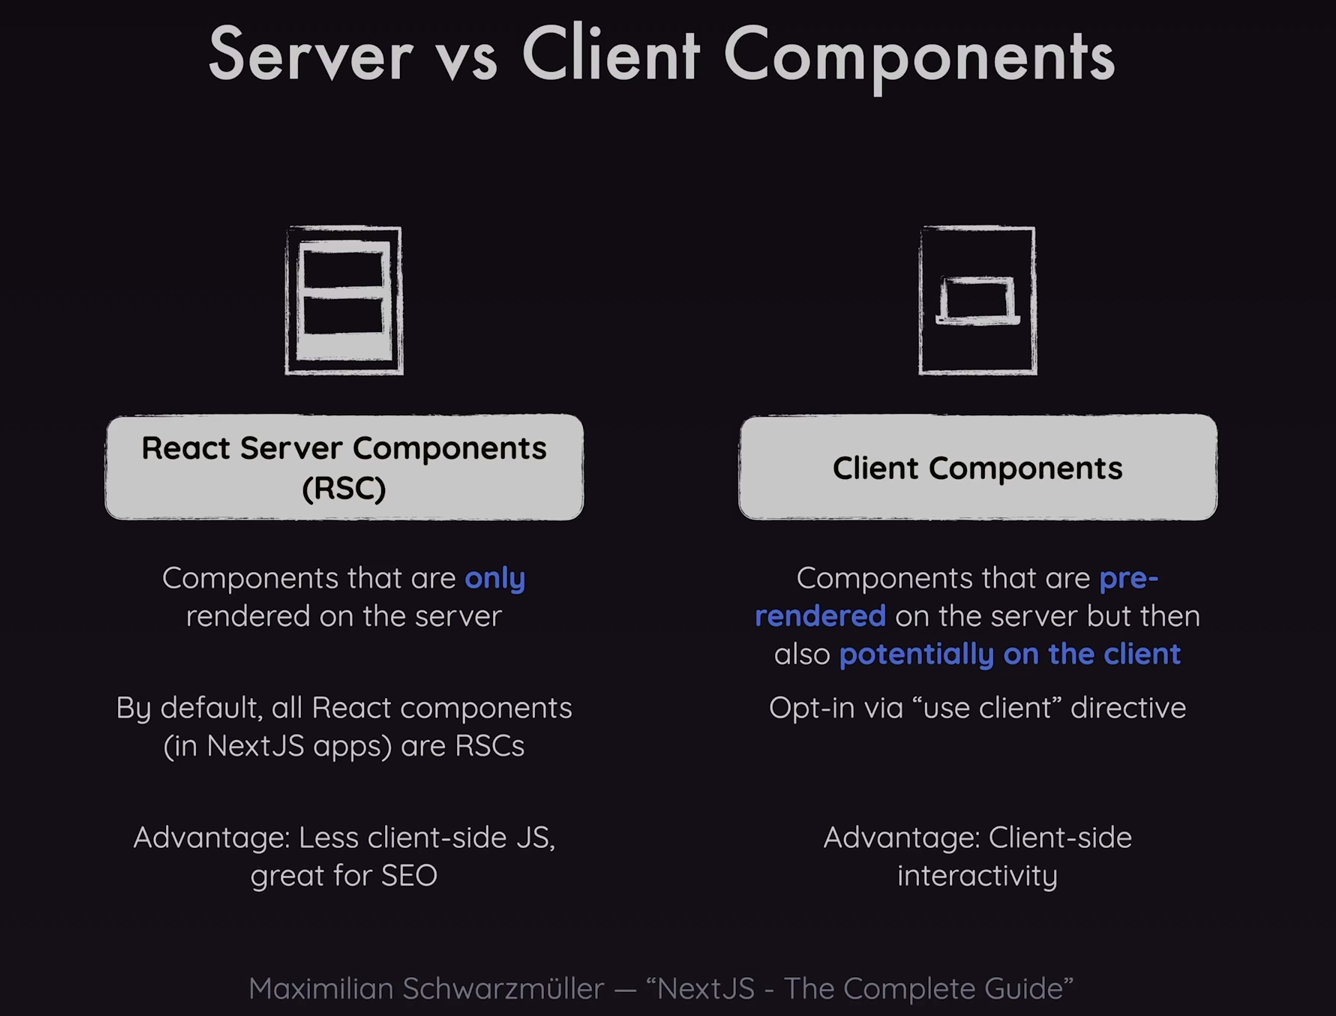 Server vs Client Components
React Server Components
(RSC)
Components that are only
rendered on the server
By default, all React components
(in NextJS apps) are RSCs
Advantage: Less client-side JS,
great for SEO
Client Components
Components that are pre-
rendered on the server but then
also potentially on the client
Opt-in via “use client” directive
Advantage: Client-side
interactivity
Maximilian Schwarzmüller — “NextJS - The Complete Guide”